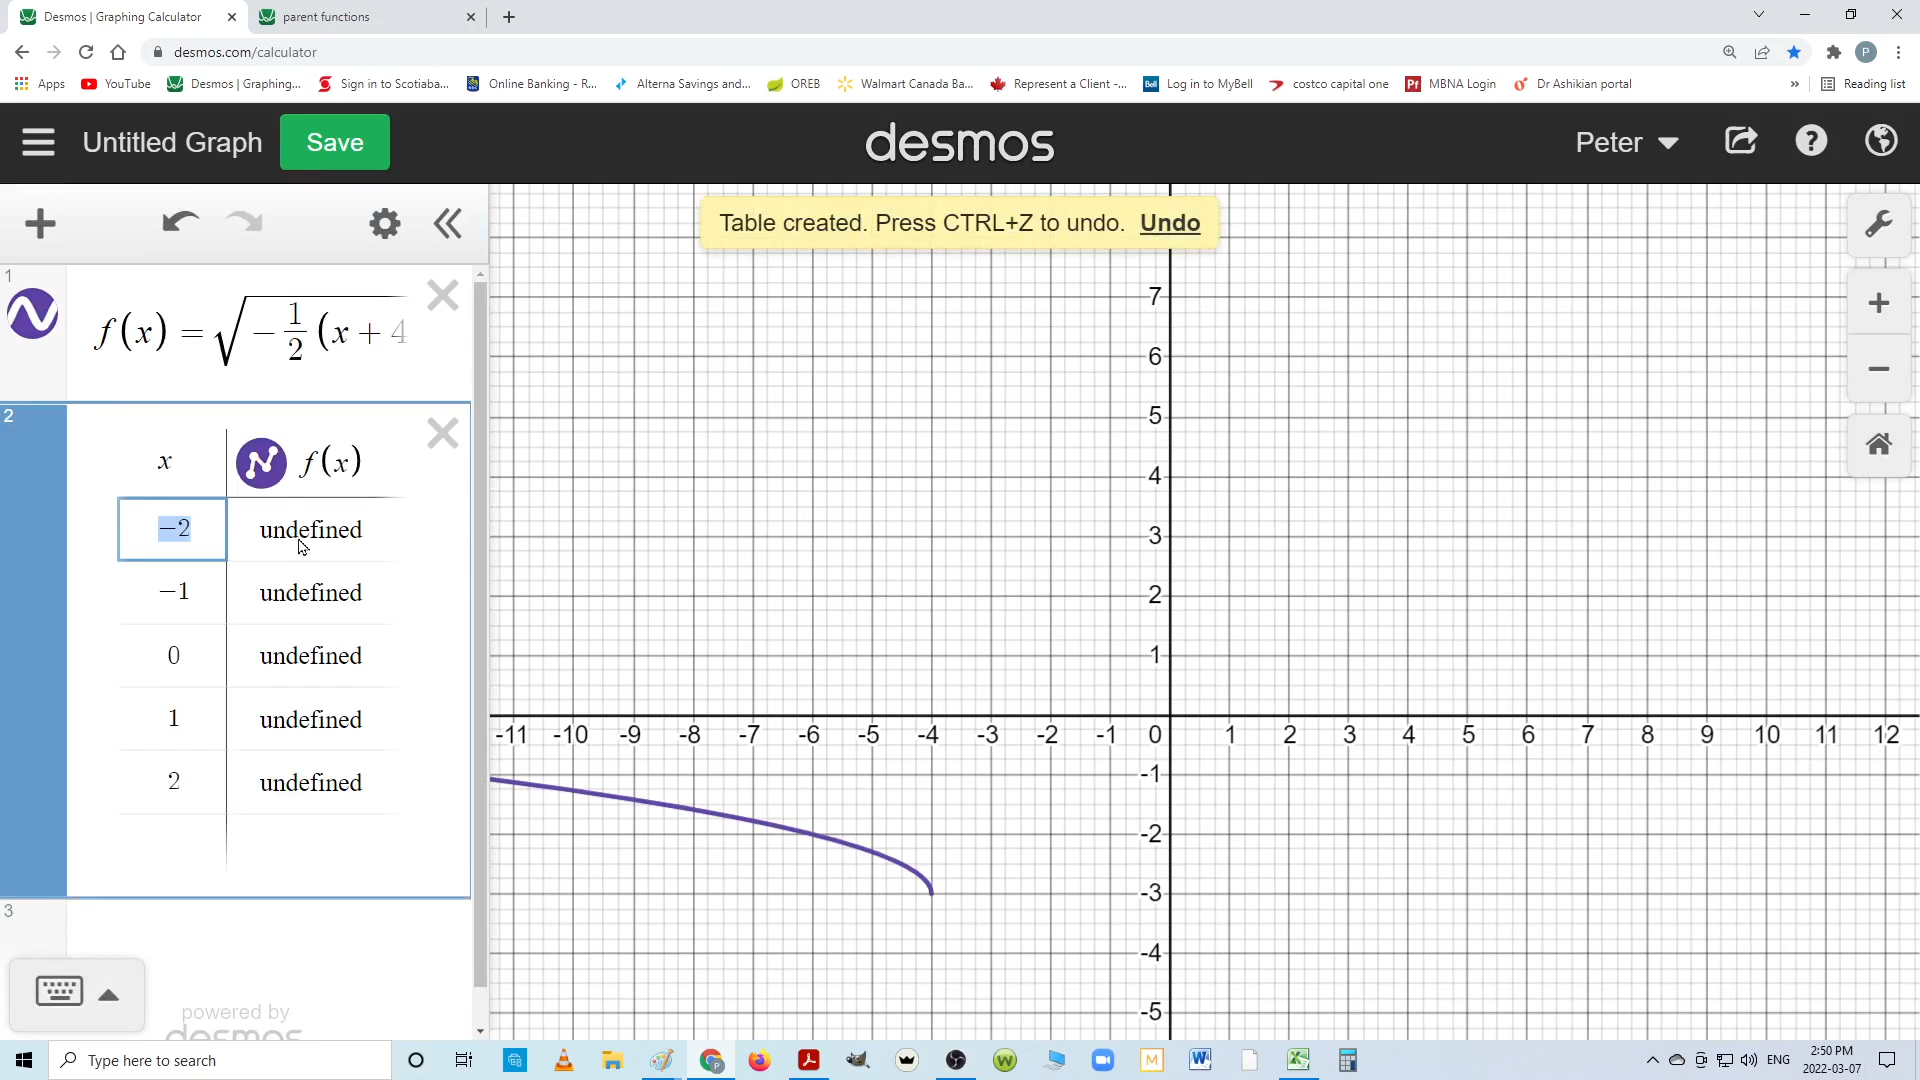 Desmos | Graphing Calculator
parent functions
desmos.com/calculator
Apps
YouTube
Desmos | Graphing...
Sign in to Scotiaba...
Online Banking - R...
Alterna Savings and...
OREB
Walmart Canada Ba...
Represent a Client -...
Bell
Log in to MyBell
costco capital one
Pf
MBNA Login
Dr Ashikian portal
»
Reading list
P
Untitled Graph
Save
desmos
Peter
?
Table created. Press CTRL+Z to undo. Undo
1
f(x) = √−1/2(x + 4
2
x f(x)
−2 undefined
−1 undefined
0 undefined
1 undefined
2 undefined
3
powered by
desmos
7
6
5
4
3
2
1
-11 -10 -9 -8 -7 -6 -5 -4 -3 -2 -1 0 1 2 3 4 5 6 7 8 9 10 11 12
-1
-2
-3
-4
-5
Type here to search
M
ENG
2:50 PM
2022-03-07